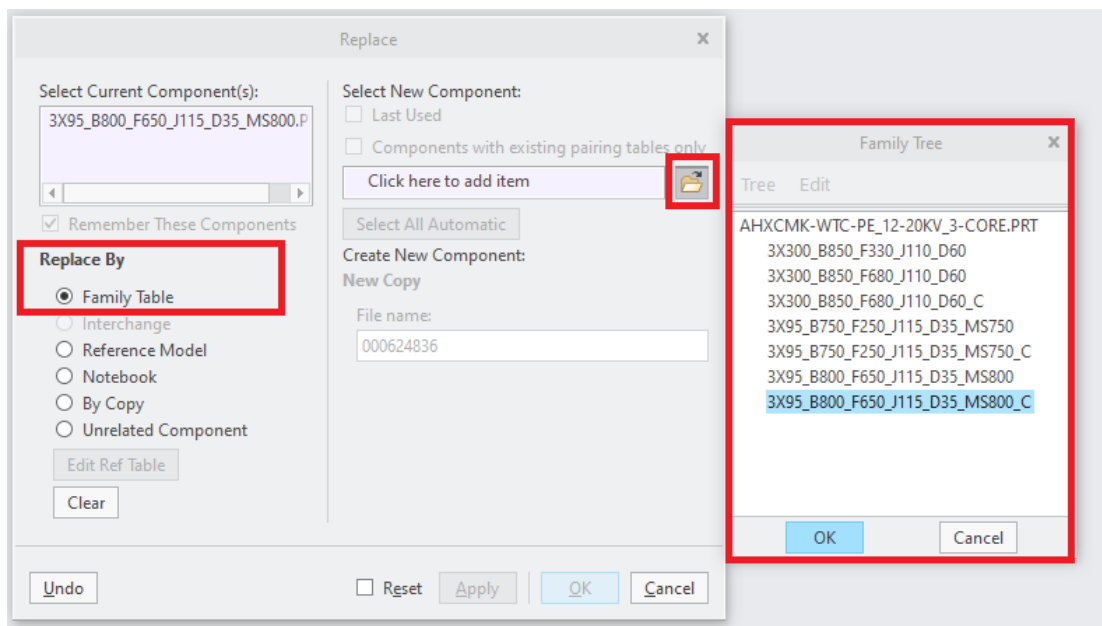 Replace
Select Current Component(s):
3X95_B800_F650_J115_D35_MS800.P
Remember These Components
Replace By
Family Table
Interchange
Reference Model
Notebook
By Copy
Unrelated Component
Edit Ref Table
Clear
Select New Component:
Last Used
Components with existing pairing tables only
Click here to add item
Select All Automatic
Create New Component:
New Copy
File name:
000624836
Undo
Reset
Apply
OK
Cancel
Family Tree
Tree Edit
AHXCMK-WTC-PE_12-20KV_3-CORE.PRT
3X300_B850_F330_J110_D60
3X300_B850_F680_J110_D60
3X300_B850_F680_J110_D60_C
3X95_B750_F250_J115_D35_MS750
3X95_B750_F250_J115_D35_MS750_C
3X95_B800_F650_J115_D35_MS800
3X95_B800_F650_J115_D35_MS800_C
OK
Cancel